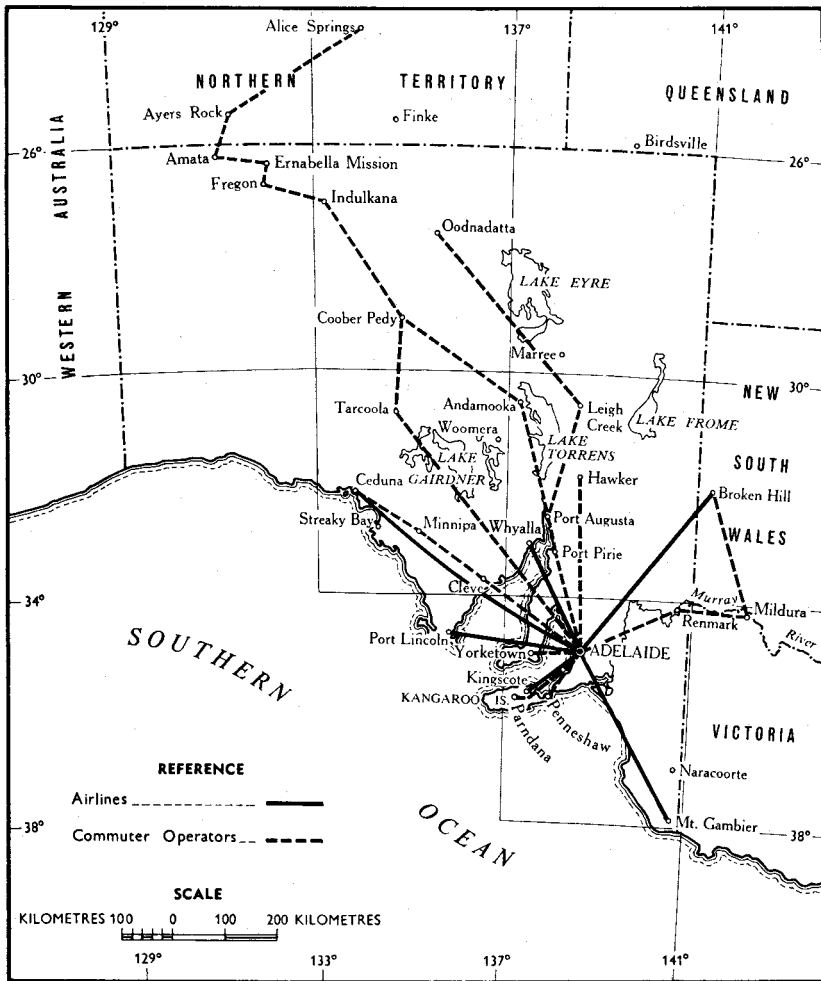 129°
137°
141°
Alice Springs
NORTHERN TERRITORY
QUEENSLAND
Ayers Rock
Finke
Birdsville
WESTERN AUSTRALIA
26°
26°
Amata
Ernabella Mission
Fregon
Indulkana
Oodnadatta
LAKE EYRE
Coober Pedy
Marree
30°
30°
Tarcoola
Andamooka
Woomera
Leigh
Creek
LAKE FROME
NEW
SOUTH
WALES
LAKE
TORRENS
LAKE
GAIRDNER
Ceduna
Hawker
Broken Hill
Streaky Bay
Minnipa
Whyalla
Port Augusta
Port Pirie
Cleve
34°
34°
Murray
River
Mildura
Renmark
Port Lincoln
Yorketown
ADELAIDE
Kingscote
KANGAROO IS.
Parndana
Penneshaw
SOUTHERN
OCEAN
VICTORIA
Naracoorte
Mt. Gambier
38°
38°
REFERENCE
Airlines
Commuter Operators
SCALE
KILOMETRES 100 0 100 200 KILOMETRES
129°
133°
137°
141°